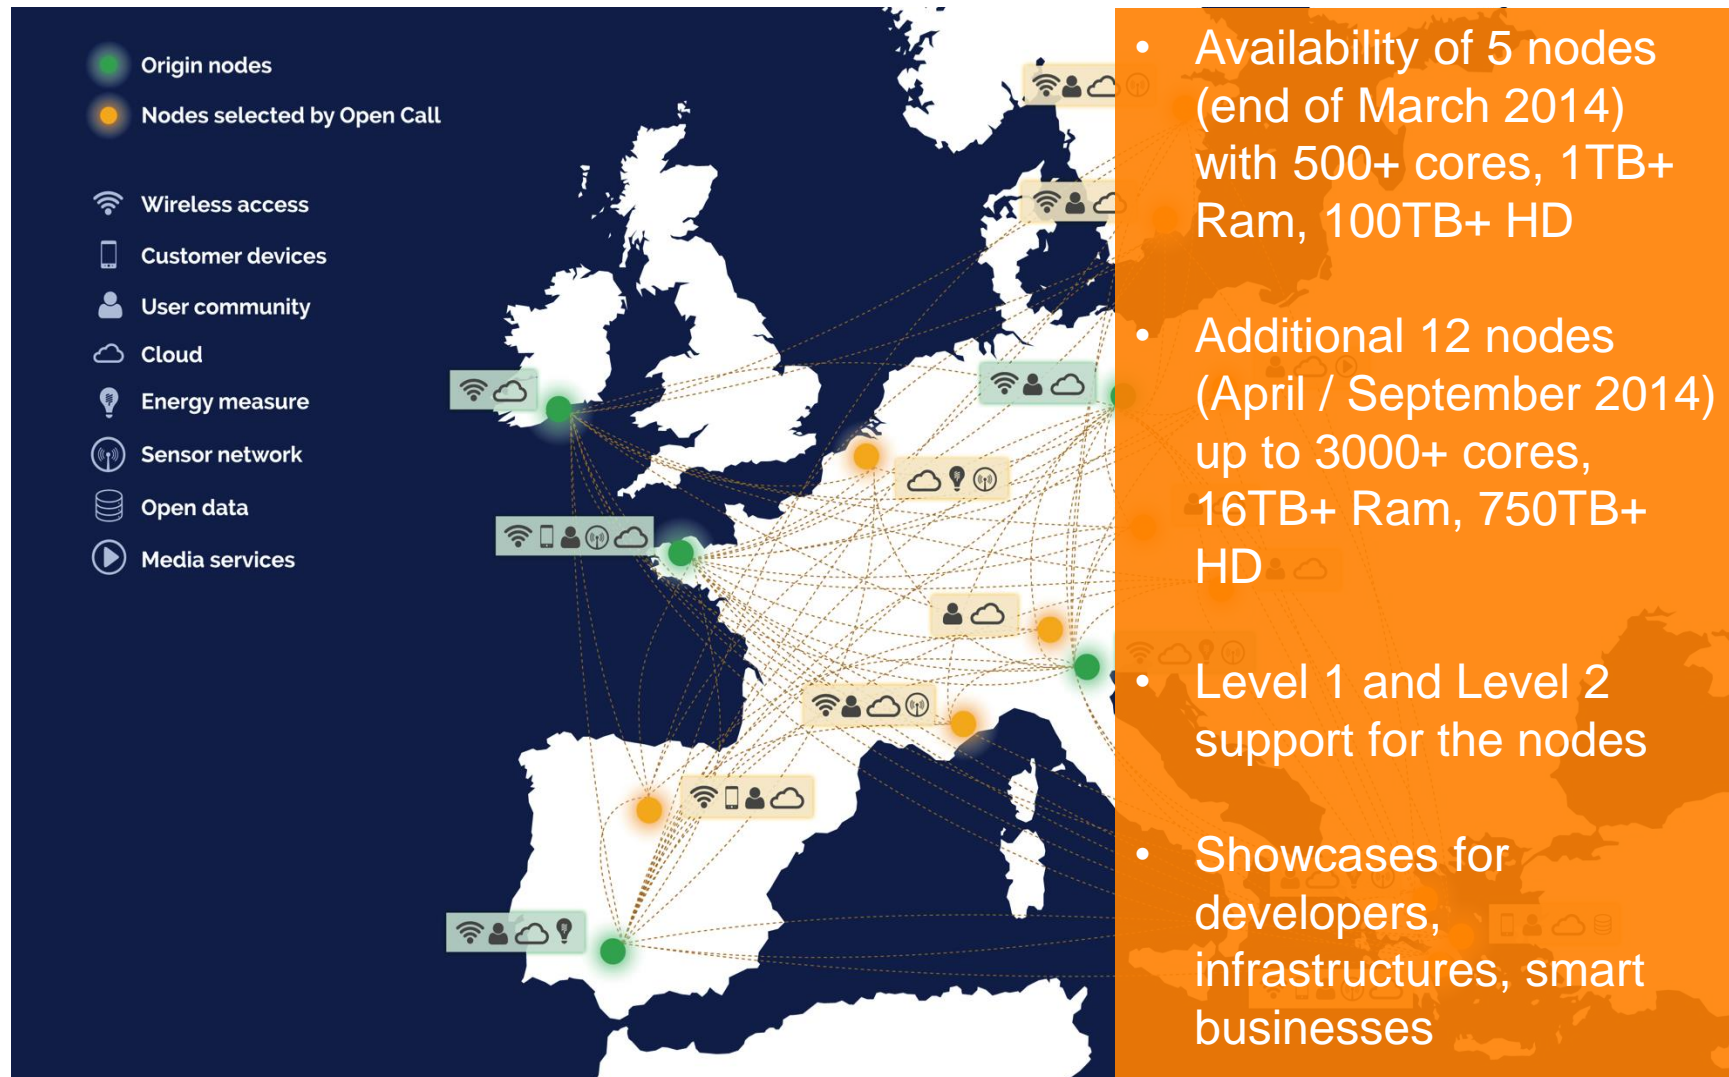 Origin nodes
Nodes selected by Open Call
Wireless access
Customer devices
User community
Cloud
Energy measure
Sensor network
Open data
Media services
• Availability of 5 nodes
(end of March 2014)
with 500+ cores, 1TB+
Ram, 100TB+ HD
• Additional 12 nodes
(April / September 2014)
up to 3000+ cores,
16TB+ Ram, 750TB+
HD
• Level 1 and Level 2
support for the nodes
• Showcases for
developers,
infrastructures, smart
businesses